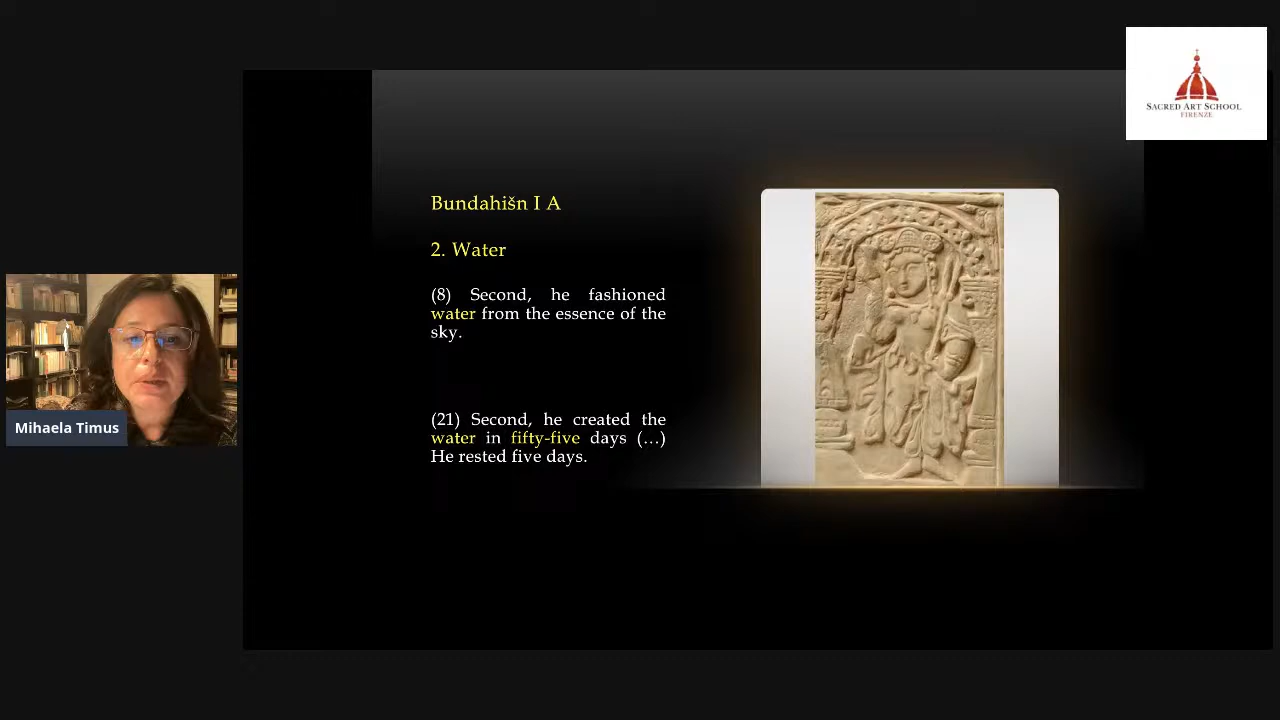 SACRED ART SCHOOL
FIRENZE
Bundahišn I A
2. Water
(8) Second, he fashioned
water from the essence of the
sky.
(21) Second, he created the
water in fifty-five days (…)
He rested five days.
Mihaela Timus